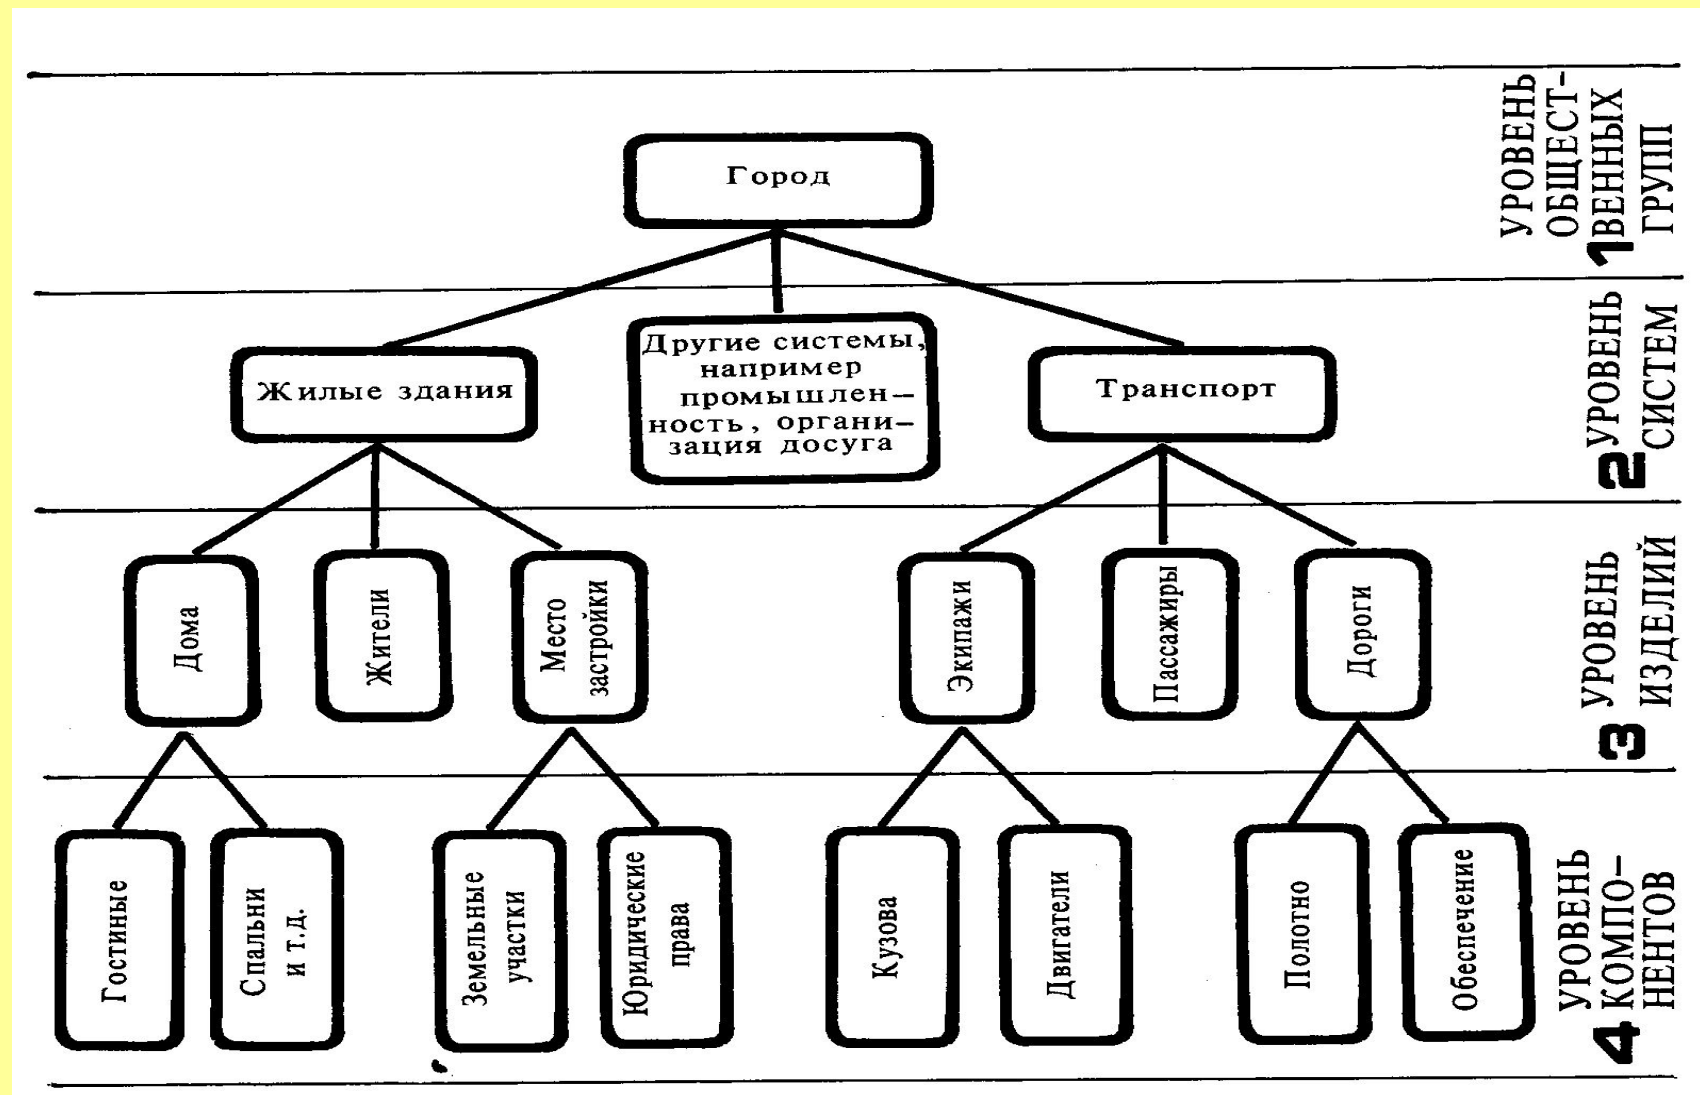 Город
1 УРОВЕНЬ
ОБЩЕСТ-
ВЕННЫХ
ГРУПП
Жилые здания
Другие системы,
например
промышлен-
ность, органи-
зация досуга
Транспорт
2 УРОВЕНЬ
СИСТЕМ
Дома
Жители
Место
застройки
Экипажи
Пассажиры
Дороги
3 УРОВЕНЬ
ИЗДЕЛИЙ
Гостиные
Спальни
и т.д.
Земельные
участки
Юридические
права
Кузова
Двигатели
Полотно
Обеспечение
4 УРОВЕНЬ
КОМПО-
НЕНТОВ